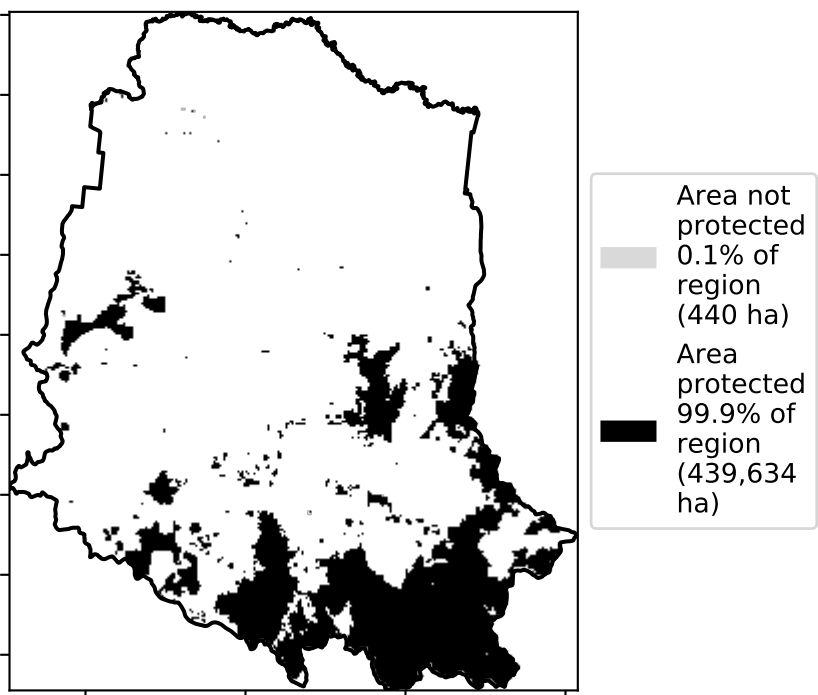 Area not
protected
0.1% of
region
(440 ha)
Area
protected
99.9% of
region
(439,634
ha)